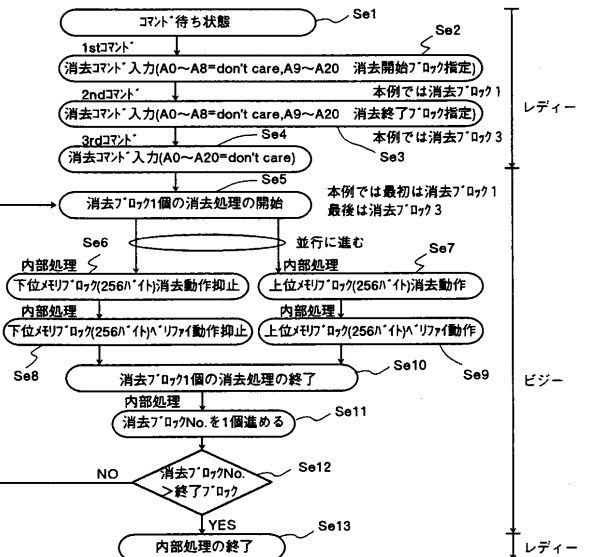 コマンド待ち状態
Se1
1stコマンド
Se2
消去コマンド入力(A0～A8=don't care,A9～A20　消去開始ブロック指定)
2ndコマンド
本例では消去ブロック1
消去コマンド入力(A0～A8=don't care,A9～A20　消去終了ブロック指定)
レディー
3rdコマンド
Se4
本例では消去ブロック3
Se3
消去コマンド入力(A0～A20=don't care)
Se5
消去ブロック1個の消去処理の開始
本例では最初は消去ブロック1
最後は消去ブロック3
並行に進む
Se6
Se7
内部処理
内部処理
下位メモリブロック(256バイト)消去動作抑止
上位メモリブロック(256バイト)消去動作
内部処理
内部処理
下位メモリブロック(256バイト)ベリファイ動作抑止
上位メモリブロック(256バイト)ベリファイ動作
Se8
Se9
Se10
消去ブロック1個の消去処理の終了
ビジー
内部処理
Se11
消去ブロックNo.を1個進める
Se12
消去ブロックNo.
＞終了ブロック
NO
YES
Se13
内部処理の終了
レディー